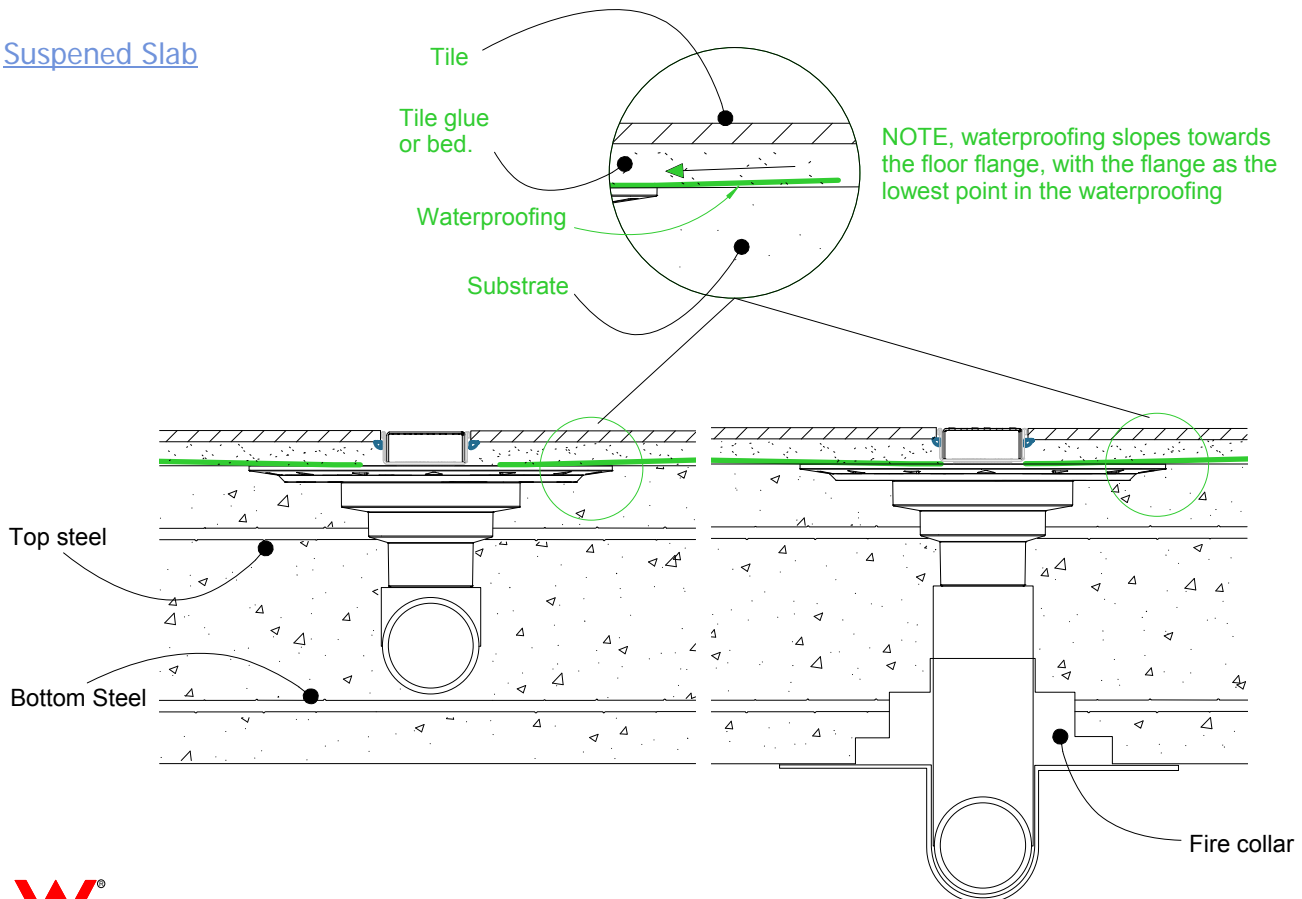 Suspened Slab
Tile
Tile glue
or bed.
NOTE, waterproofing slopes towards
the floor flange, with the flange as the
lowest point in the waterproofing
Waterproofing
Substrate
Top steel
Bottom Steel
Fire collar
W®